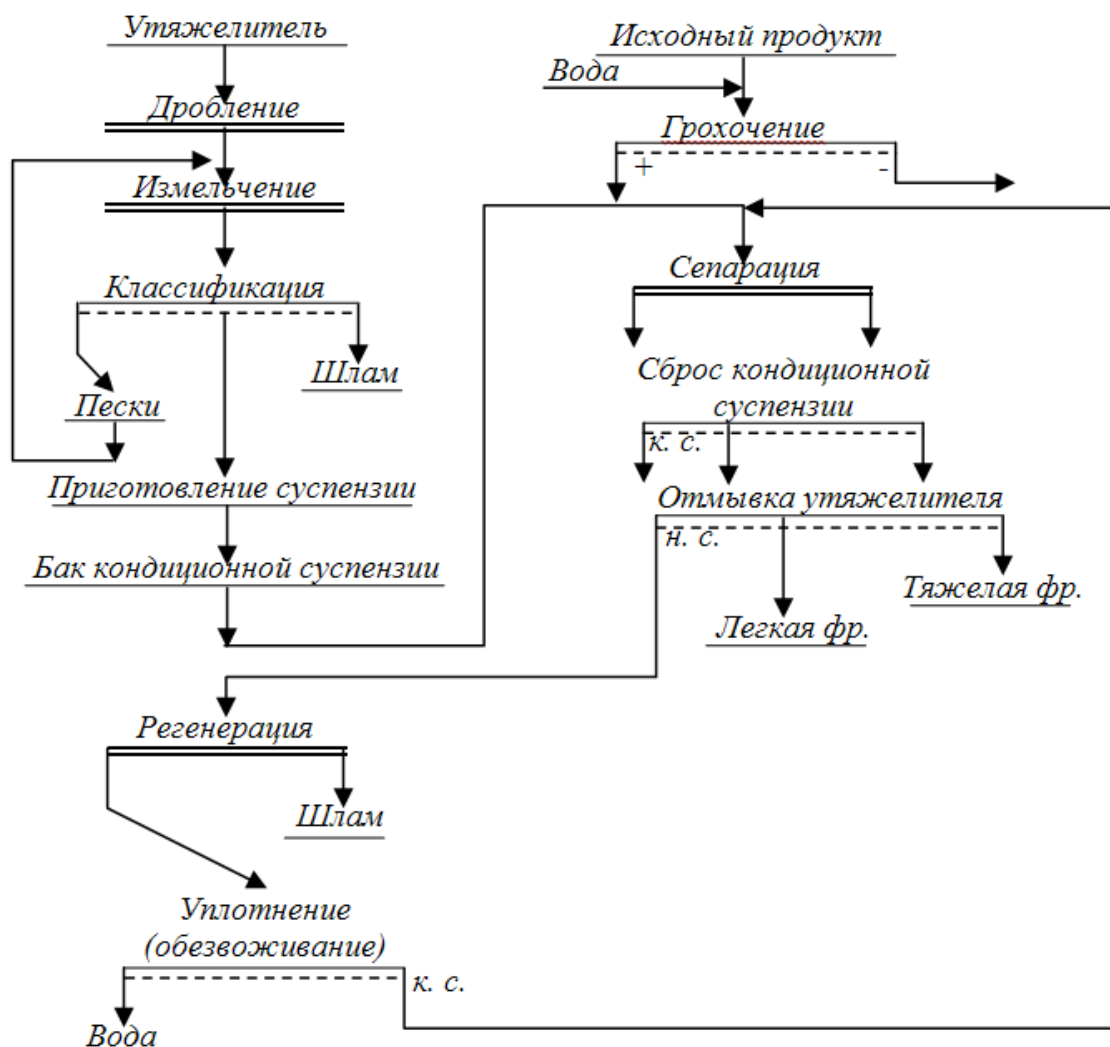 Утяжелитель
Дробление
Измельчение
Классификация
Шлам
Пески
Приготовление суспензии
Бак кондиционной суспензии
Исходный продукт
Вода
Грохочение
+
-
Сепарация
Сброс кондиционной
суспензии
к. с.
Отмывка утяжелителя
н. с.
Тяжелая фр.
Легкая фр.
Регенерация
Шлам
Уплотнение
(обезвоживание)
к. с.
Вода